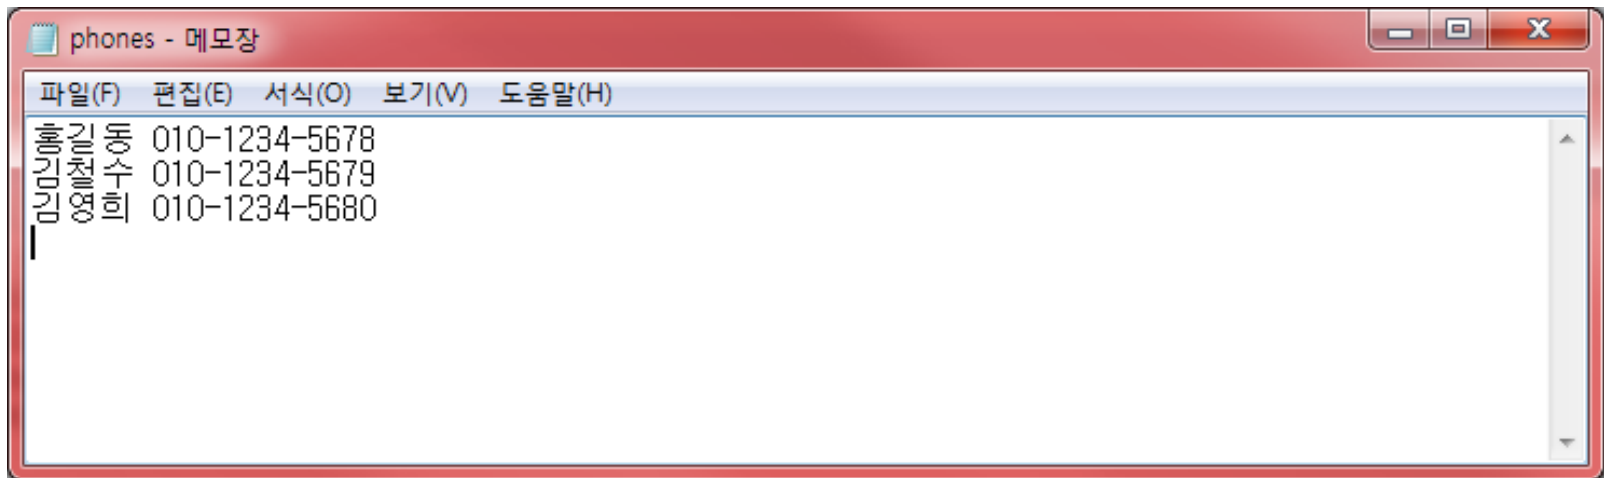 phones - 메모장
파일(F) 편집(E) 서식(O) 보기(V) 도움말(H)
홍길동 010-1234-5678
김철수 010-1234-5679
김영희 010-1234-5680